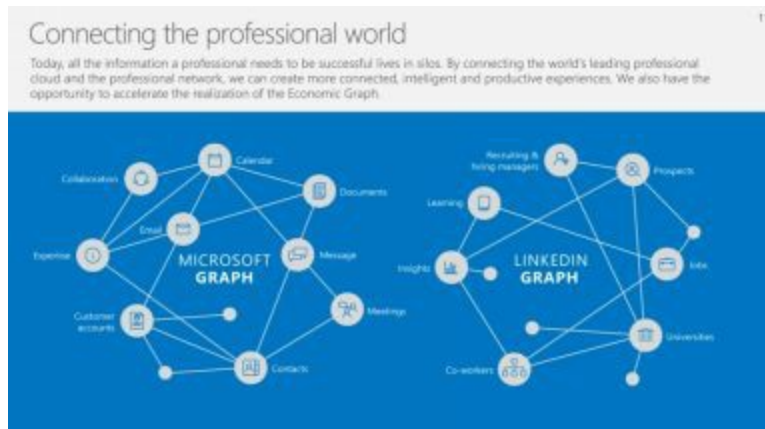 1
Connecting the professional world
Today, all the information a professional needs to be successful lives in silos. By connecting the world's leading professional
cloud and the professional network, we can create more connected, intelligent and productive experiences. We also have the
opportunity to accelerate the realization of the Economic Graph.
Calendar
Collaboration
Documents
Email
Expertise
MICROSOFT
GRAPH
Message
Customer
accounts
Meetings
Contacts
Recruiting &
hiring managers
Prospects
Learning
Insights
LINKEDIN
GRAPH
Jobs
Universities
Co-workers